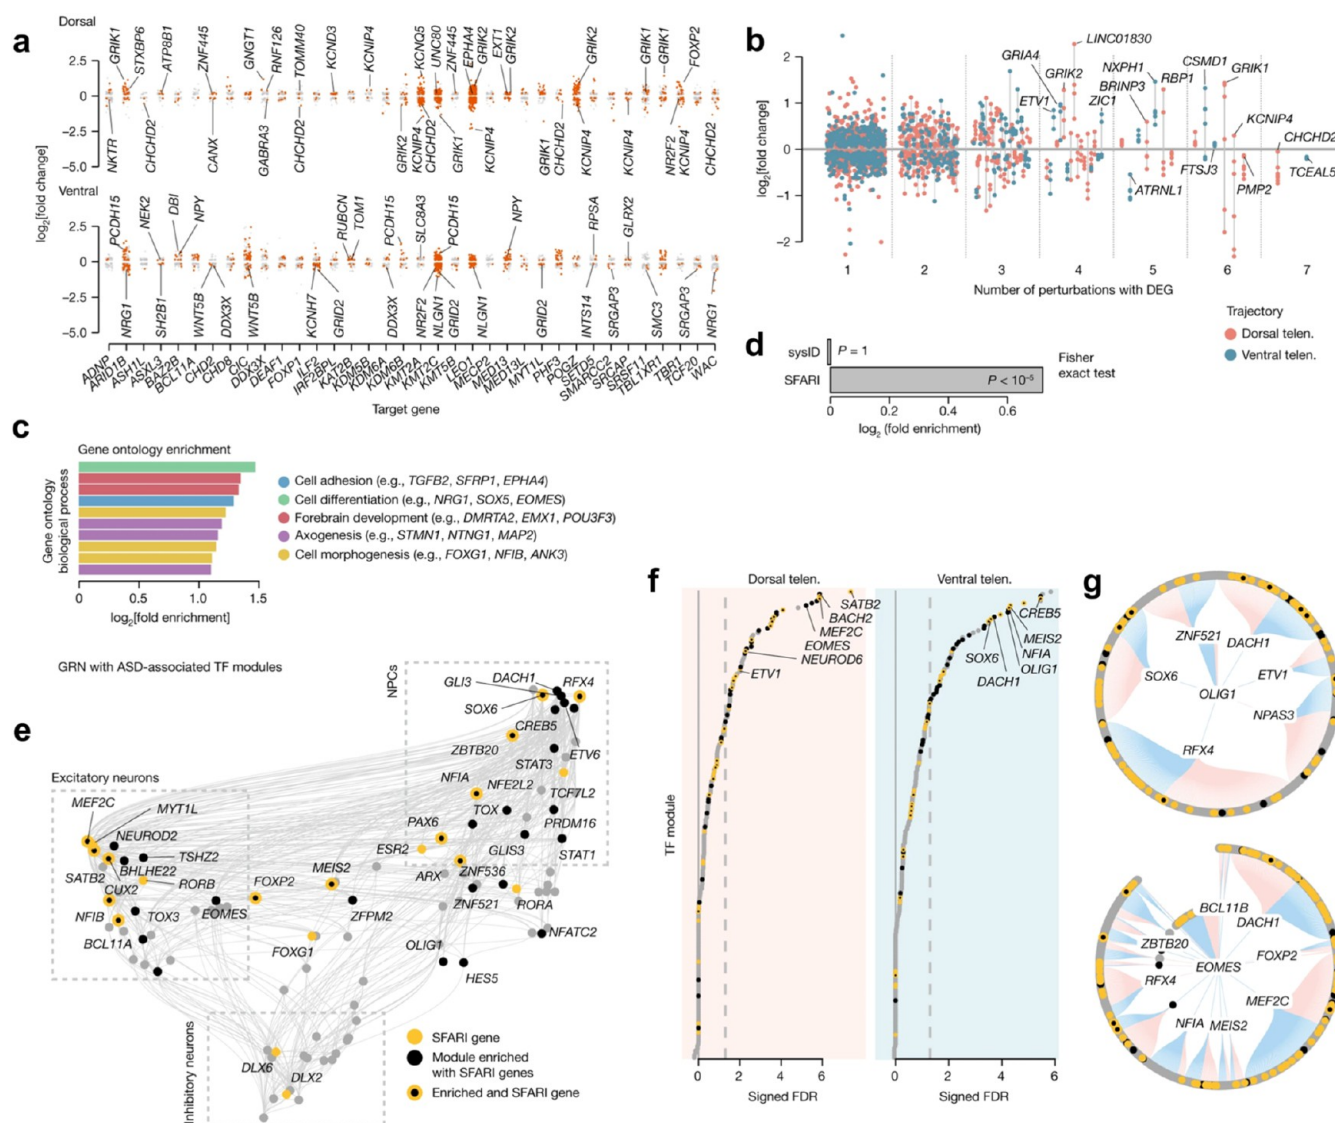 a
Dorsal
GRIK1
STXBP6
ATP8B1
ZNF445
GNGT1
RNF126
TOMM40
KCND3
KCNIP4
KCNQ5
UNC80
ZNF445
EPHA4
GRIK2
EXT1
GRIK2
GRIK2
GRIK1
GRIK1
FOXP2
2.5
0
-2.5
-5.0
NKTR
CHCHD2
CANX
GABRA3
CHCHD2
GRIK2
KCNIP4
CHCHD2
GRIK1
KCNIP4
GRIK1
CHCHD2
KCNIP4
KCNIP4
NR2F2
KCNIP4
CHCHD2
log2[fold change]
Ventral
PCDH15
NEK2
DBI
NPY
RUBCN
TOM1
PCDH15
SLC8A3
PCDH15
NPY
RPSA
GLRX2
2.5
0
-2.5
-5.0
NRG1
SH2B1
WNT5B
DDX3X
WNT5B
KCNH7
GRID2
DDX3X
NR2F2
NLGN1
GRID2
NLGN1
GRID2
INTS14
SRGAP3
SMC3
SRGAP3
NRG1
ADNP
ARID1B
ASH1L
ASXL3
BAZ2B
BCL11A
CHD2
CHD8
CIC
DDX3X
DEAF1
FOXP1
ILF2
IRF2BPL
KAT2B
KDM5B
KDM6A
KDM6B
KMT2A
KMT2C
KMT5B
LEO1
MECP2
MED13
MED13L
MYT1L
PHF3
POGZ
SETD5
SMARCC2
SRCAP
SRSF11
TBL1XR1
TBR1
TCF20
WAC
Target gene
b
log2[fold change]
2
1
0
-1
-2
LINC01830
GRIA4
GRIK2
ETV1
NXPH1
BRINP3
ZIC1
RBP1
CSMD1
GRIK1
KCNIP4
CHCHD2
ATRNL1
FTSJ3
PMP2
TCEAL5
1 2 3 4 5 6 7
Number of perturbations with DEG
Trajectory
Dorsal telen.
Ventral telen.
d
sysID
P = 1
SFARI
P < 10⁻⁵
Fisher
exact test
0 0.2 0.4 0.6
log2 (fold enrichment)
c
Gene ontology enrichment
Gene ontology
biological process
0 0.5 1.0 1.5
log2[fold enrichment]
Cell adhesion (e.g., TGFB2, SFRP1, EPHA4)
Cell differentiation (e.g., NRG1, SOX5, EOMES)
Forebrain development (e.g., DMRTA2, EMX1, POU3F3)
Axogenesis (e.g., STMN1, NTNG1, MAP2)
Cell morphogenesis (e.g., FOXG1, NFIB, ANK3)
GRN with ASD-associated TF modules
e
NPCs
DACH1
GLI3
RFX4
SOX6
CREB5
ZBTB20
ETV6
STAT3
NFIA
NFE2L2
TCF7L2
TOX
PAX6
PRDM16
ESR2
GLIS3
STAT1
Excitatory neurons
MEF2C
MYT1L
NEUROD2
TSHZ2
BHLHE22
SATB2
CUX2
RORB
NFIB
TOX3
BCL11A
EOMES
FOXP2
MEIS2
ARX
ZNF536
ZNF521
RORA
ZFPM2
FOXG1
OLIG1
NFATC2
HES5
Inhibitory neurons
DLX6
DLX2
SFARI gene
Module enriched
with SFARI genes
Enriched and SFARI gene
f
Dorsal telen.
Ventral telen.
TF module
SATB2
BACH2
MEF2C
EOMES
NEUROD6
ETV1
CREB5
MEIS2
NFIA
OLIG1
SOX6
DACH1
0 2 4 6
0 2 4 6
Signed FDR
Signed FDR
g
ZNF521
DACH1
SOX6
ETV1
OLIG1
NPAS3
RFX4
BCL11B
DACH1
ZBTB20
FOXP2
EOMES
RFX4
MEF2C
NFIA
MEIS2